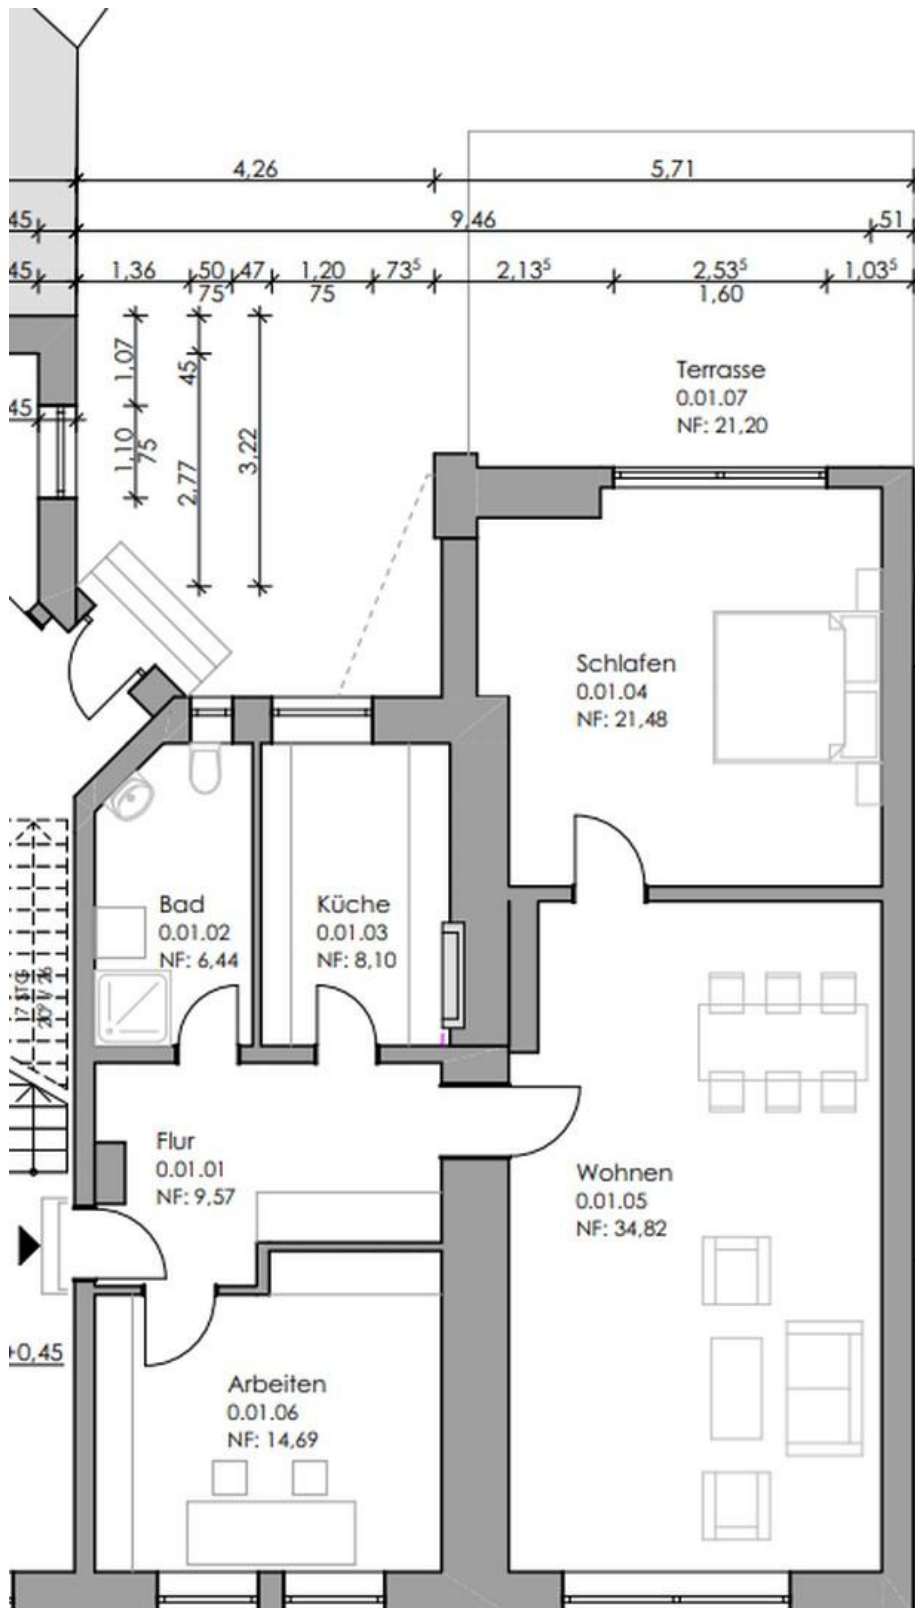 4,26 5,71
45 9,46 51
45 1,36 50 47 1,20 73⁵ 2,13⁵ 2,53⁵ 1,03⁵
75 75 1,60
1,07
45
3,22
45
1,10
75
2,77
Terrasse
0.01.07
NF: 21,20
Schlafen
0.01.04
NF: 21,48
Bad
0.01.02
NF: 6,44
Küche
0.01.03
NF: 8,10
17 STG
Flur
0.01.01
NF: 9,57
Wohnen
0.01.05
NF: 34,82
+0,45
Arbeiten
0.01.06
NF: 14,69